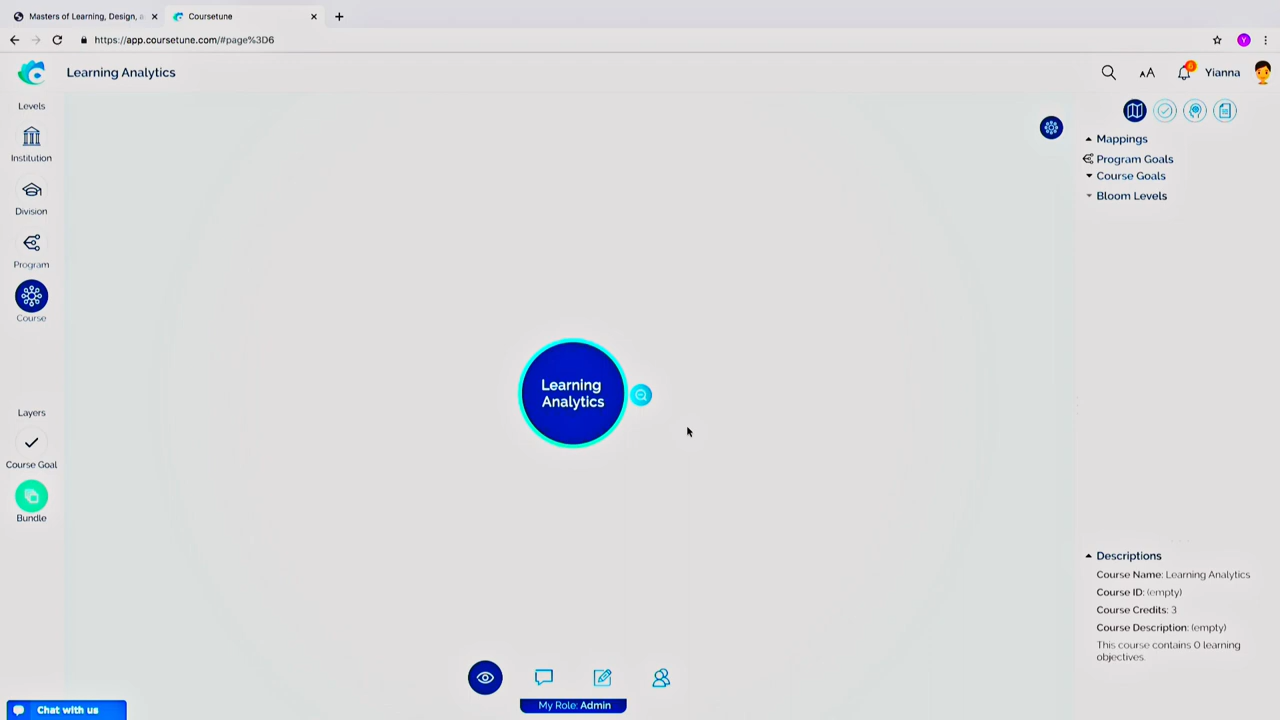 Masters of Learning, Design, a
Coursetune
https://app.coursetune.com/#page%3D6
Learning Analytics
6
Yianna
Y
Levels
Institution
Division
Program
Course
Layers
Course Goal
Bundle
Learning
Analytics
Mappings
Program Goals
Course Goals
Bloom Levels
Descriptions
Course Name: Learning Analytics
Course ID: (empty)
Course Credits: 3
Course Description: (empty)
This course contains 0 learning
objectives.
My Role: Admin
Chat with us